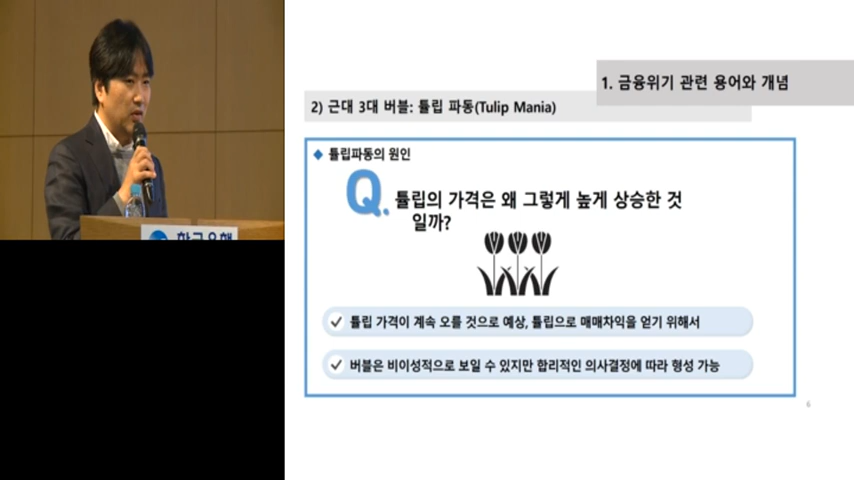 1. 금융위기 관련 용어와 개념
2) 근대 3대 버블: 튤립 파동(Tulip Mania)
◆ 튤립파동의 원인
Q. 튤립의 가격은 왜 그렇게 높게 상승한 것
일까?
튤립 가격이 계속 오를 것으로 예상, 튤립으로 매매차익을 얻기 위해서
버블은 비이성적으로 보일 수 있지만 합리적인 의사결정에 따라 형성 가능
6
한국은행